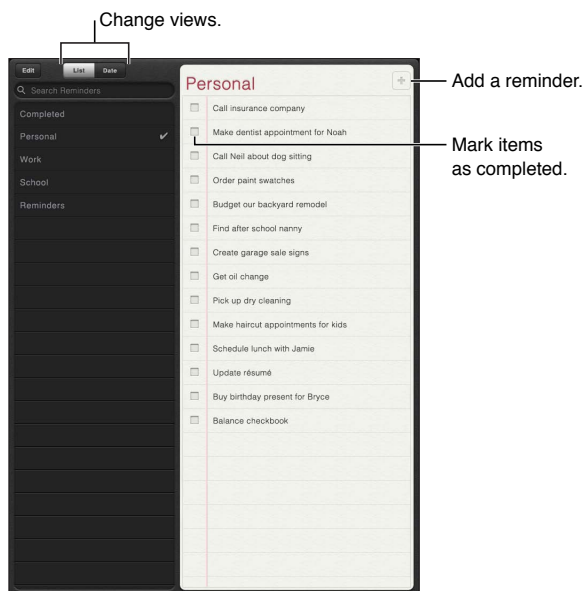 Change views.
Edit List Date
Search Reminders
Completed
Personal ✔
Work
School
Reminders
Personal +
Call insurance company
Make dentist appointment for Noah
Call Neil about dog sitting
Order paint swatches
Budget our backyard remodel
Find after school nanny
Create garage sale signs
Get oil change
Pick up dry cleaning
Make haircut appointments for kids
Schedule lunch with Jamie
Update résumé
Buy birthday present for Bryce
Balance checkbook
Add a reminder.
Mark items
as completed.